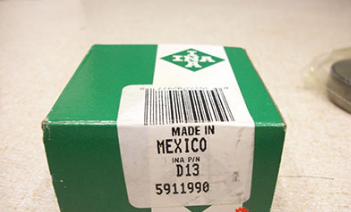 INA
MADE IN
MEXICO
INA P/N
D13
5911990